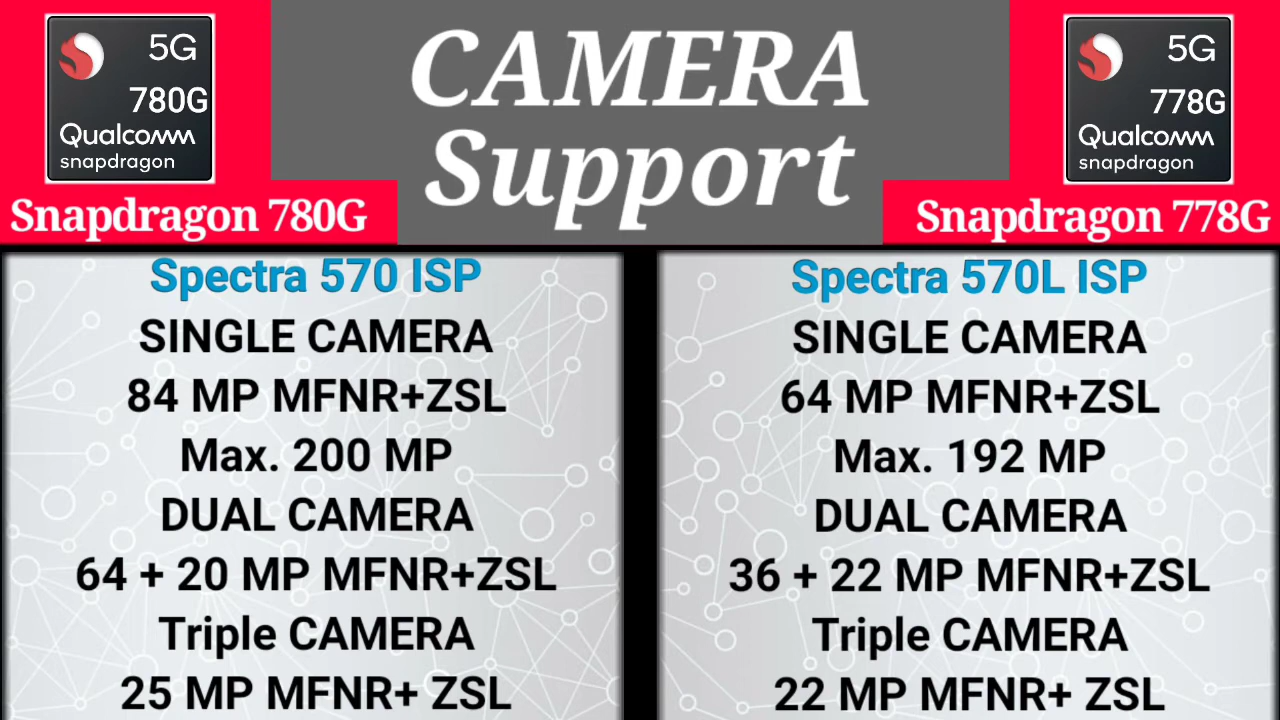 5G
780G
Qualcomm
snapdragon
Snapdragon 780G
CAMERA
Support
5G
778G
Qualcomm
snapdragon
Snapdragon 778G
Spectra 570 ISP
SINGLE CAMERA
84 MP MFNR+ZSL
Max. 200 MP
DUAL CAMERA
64 + 20 MP MFNR+ZSL
Triple CAMERA
25 MP MFNR+ ZSL
Spectra 570L ISP
SINGLE CAMERA
64 MP MFNR+ZSL
Max. 192 MP
DUAL CAMERA
36 + 22 MP MFNR+ZSL
Triple CAMERA
22 MP MFNR+ ZSL